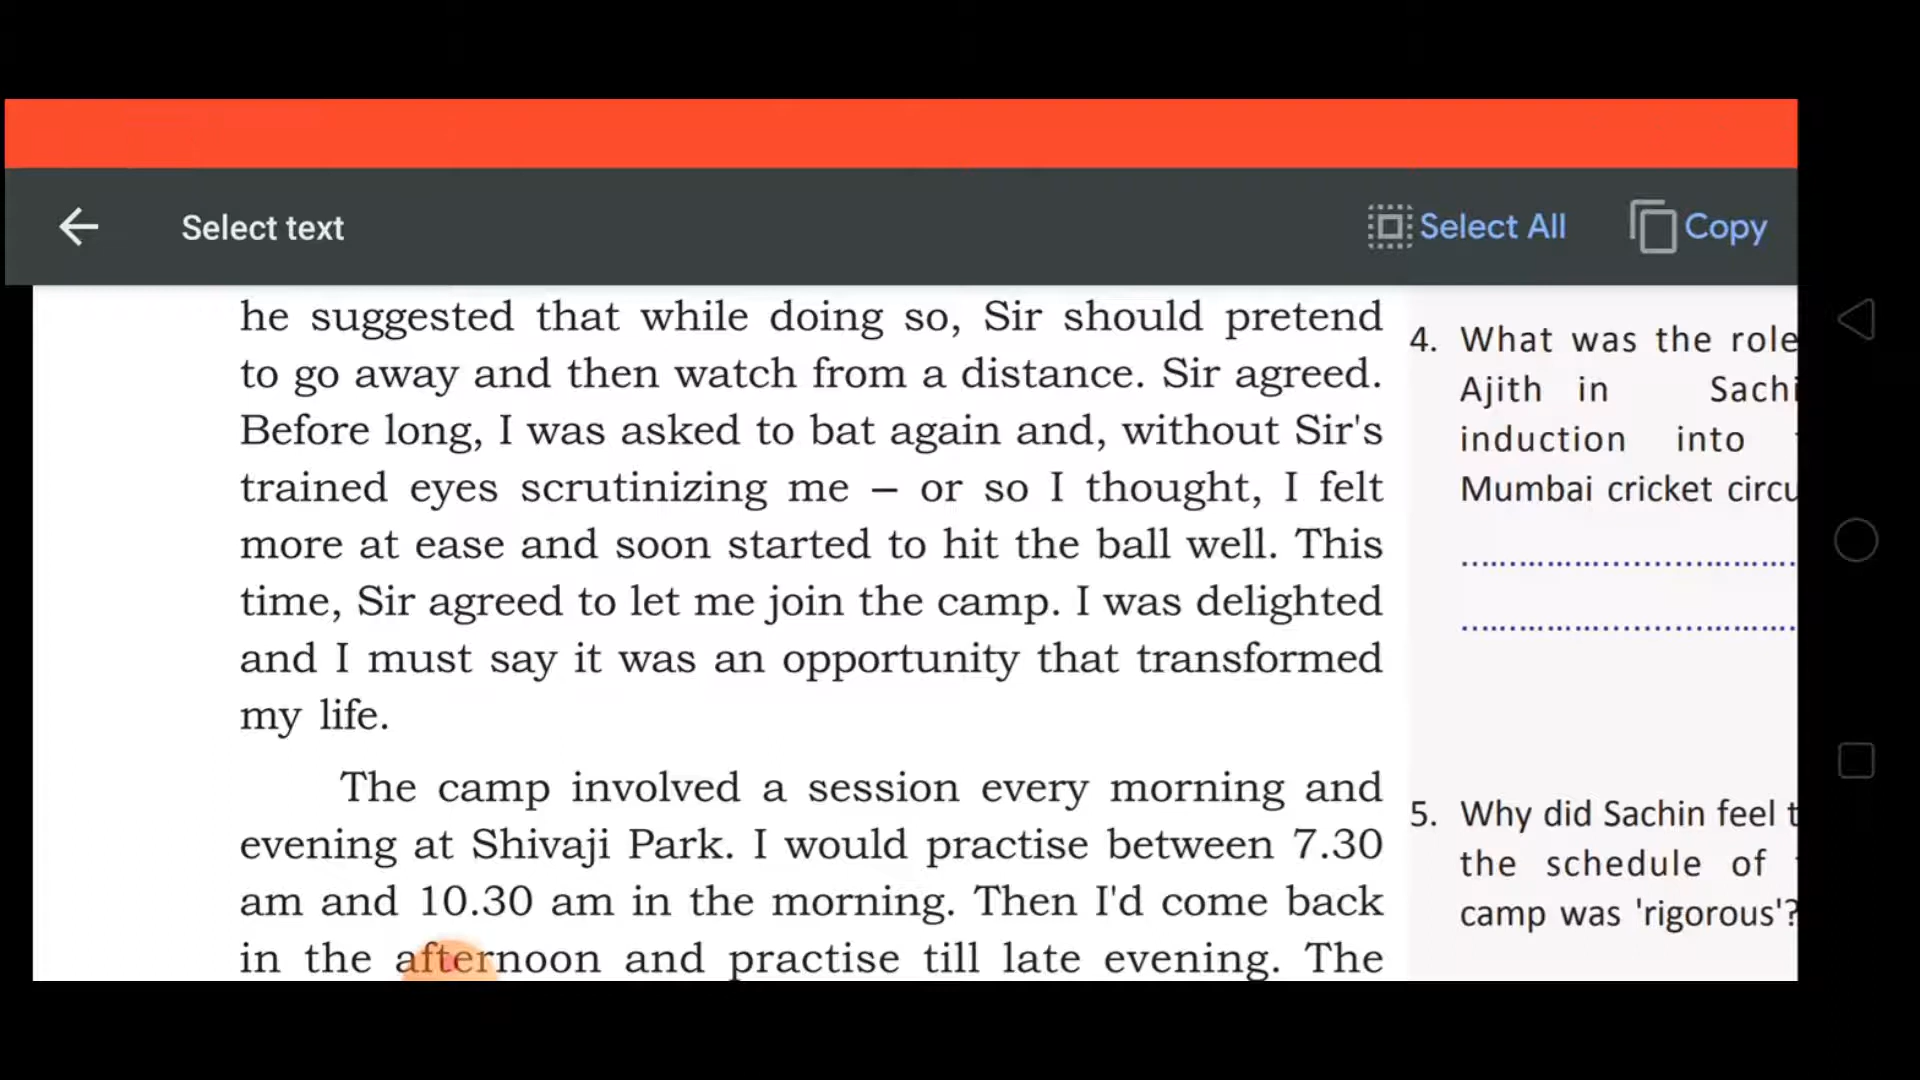 Select text
Select All
Copy
he suggested that while doing so, Sir should pretend
to go away and then watch from a distance. Sir agreed.
Before long, I was asked to bat again and, without Sir's
trained eyes scrutinizing me – or so I thought, I felt
more at ease and soon started to hit the ball well. This
time, Sir agreed to let me join the camp. I was delighted
and I must say it was an opportunity that transformed
my life.
The camp involved a session every morning and
evening at Shivaji Park. I would practise between 7.30
am and 10.30 am in the morning. Then I'd come back
in the afternoon and practise till late evening. The
4. What was the role
Ajith in Sachi
induction into
Mumbai cricket circu
5. Why did Sachin feel t
the schedule of
camp was 'rigorous'?